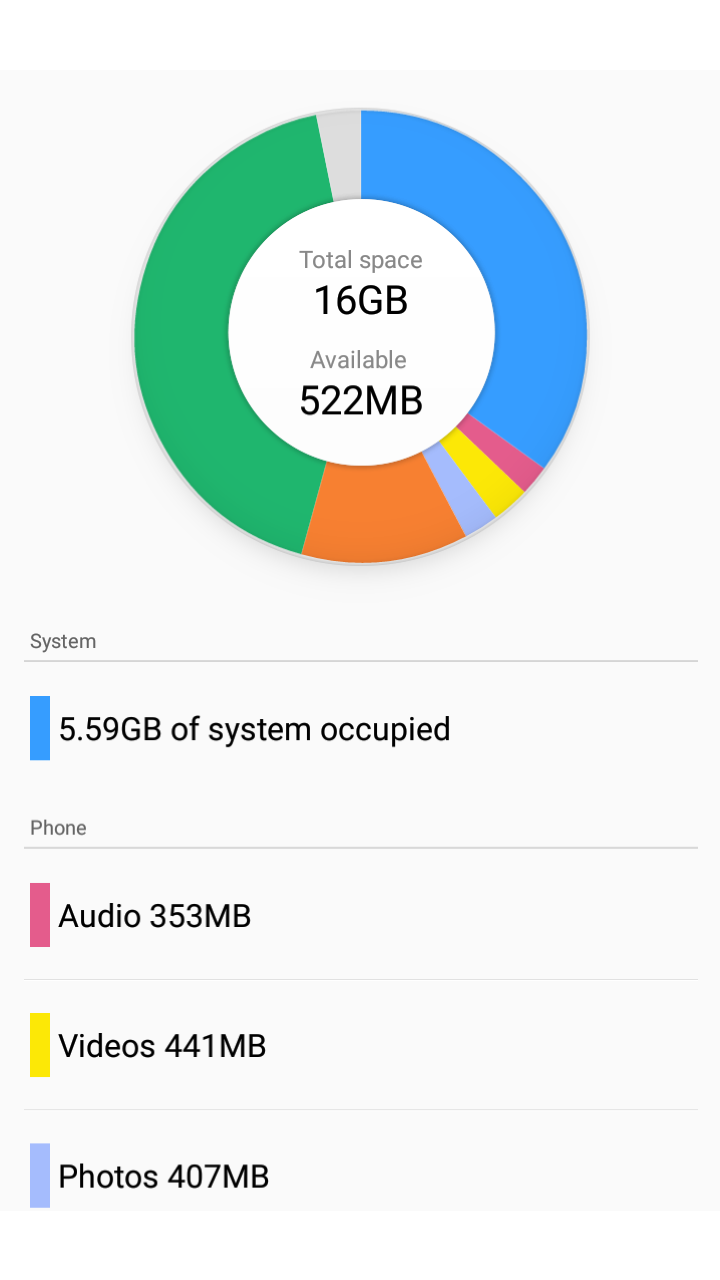 Total space
16GB
Available
522MB
System
5.59GB of system occupied
Phone
Audio 353MB
Videos 441MB
Photos 407MB